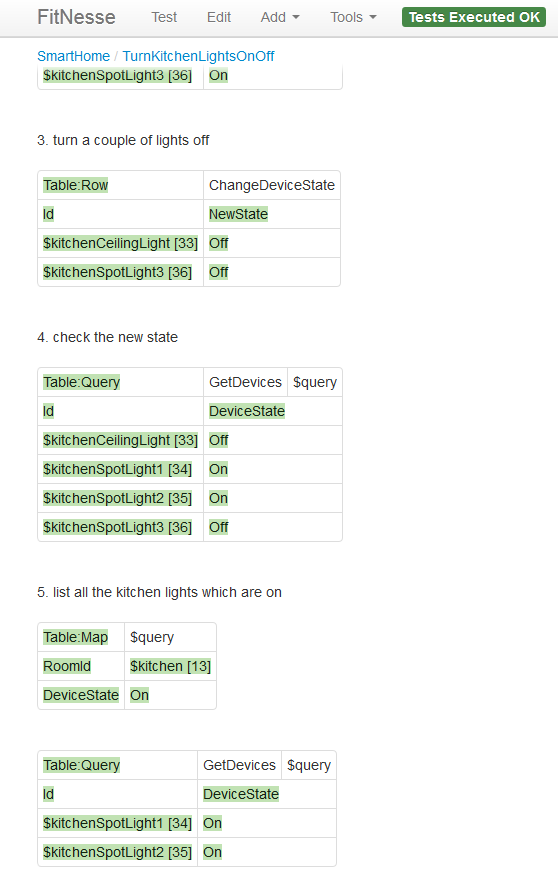 FitNesse Test Edit Add Tools Tests Executed OK
SmartHome / TurnKitchenLightsOnOff
$kitchenSpotLight3 [36] On
3. turn a couple of lights off
Table:Row ChangeDeviceState
Id NewState
$kitchenCeilingLight [33] Off
$kitchenSpotLight3 [36] Off
4. check the new state
Table:Query GetDevices $query
Id DeviceState
$kitchenCeilingLight [33] Off
$kitchenSpotLight1 [34] On
$kitchenSpotLight2 [35] On
$kitchenSpotLight3 [36] Off
5. list all the kitchen lights which are on
Table:Map $query
RoomId $kitchen [13]
DeviceState On
Table:Query GetDevices $query
Id DeviceState
$kitchenSpotLight1 [34] On
$kitchenSpotLight2 [35] On